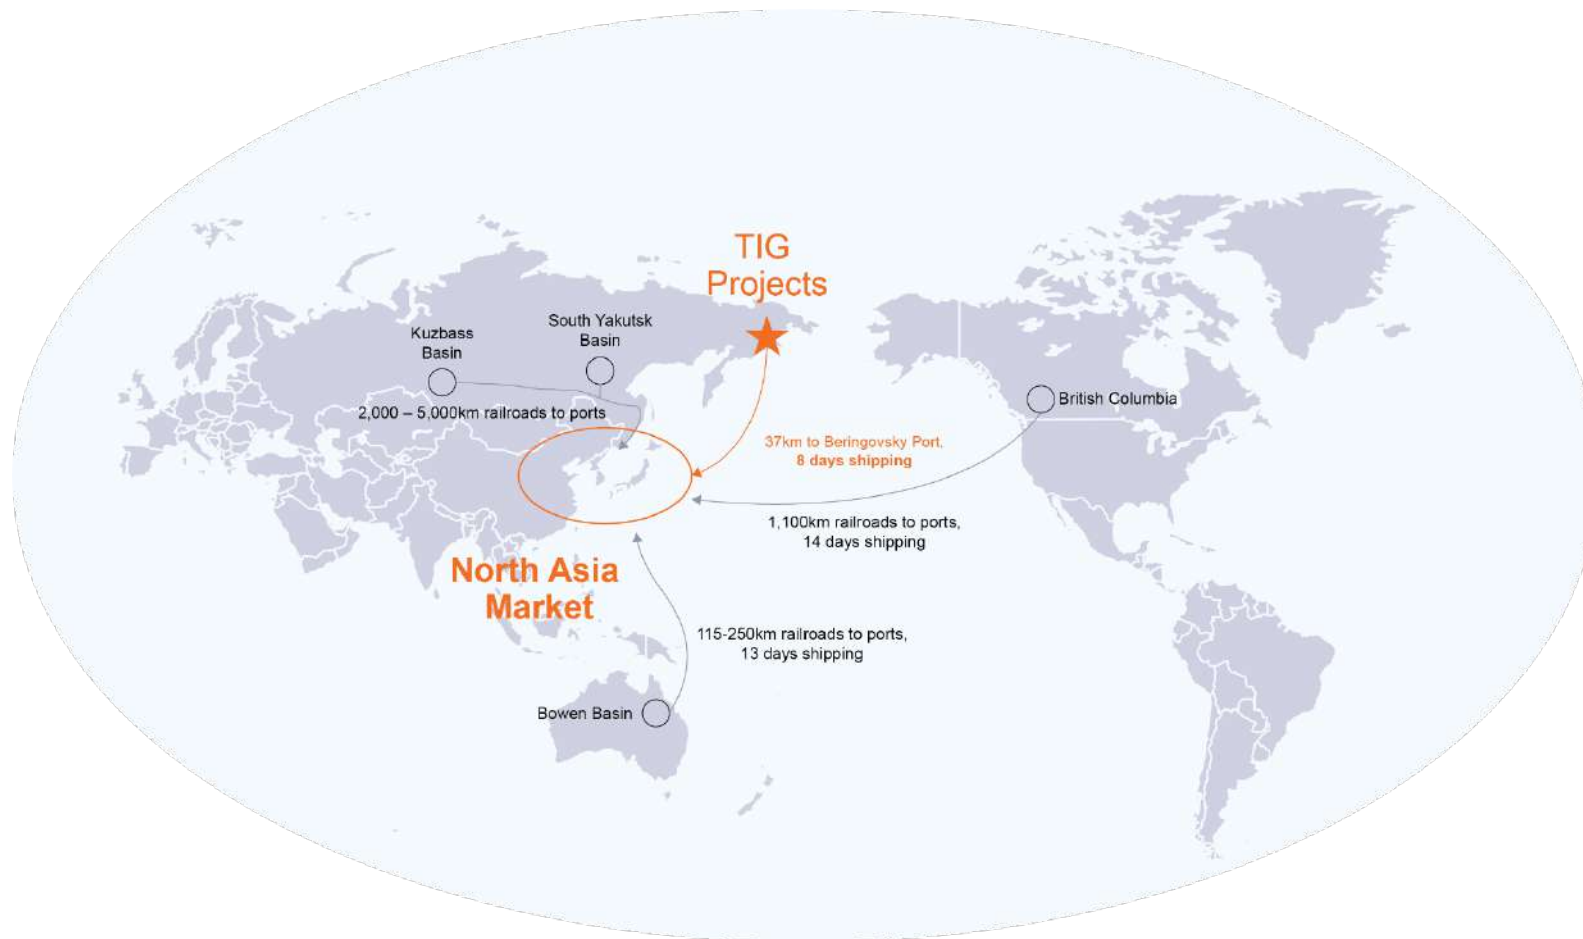 TIG
Projects
South Yakutsk
Basin
Kuzbass
Basin
2,000 – 5,000km railroads to ports
British Columbia
37km to Beringovsky Port,
8 days shipping
1,100km railroads to ports,
14 days shipping
North Asia
Market
115-250km railroads to ports,
13 days shipping
Bowen Basin